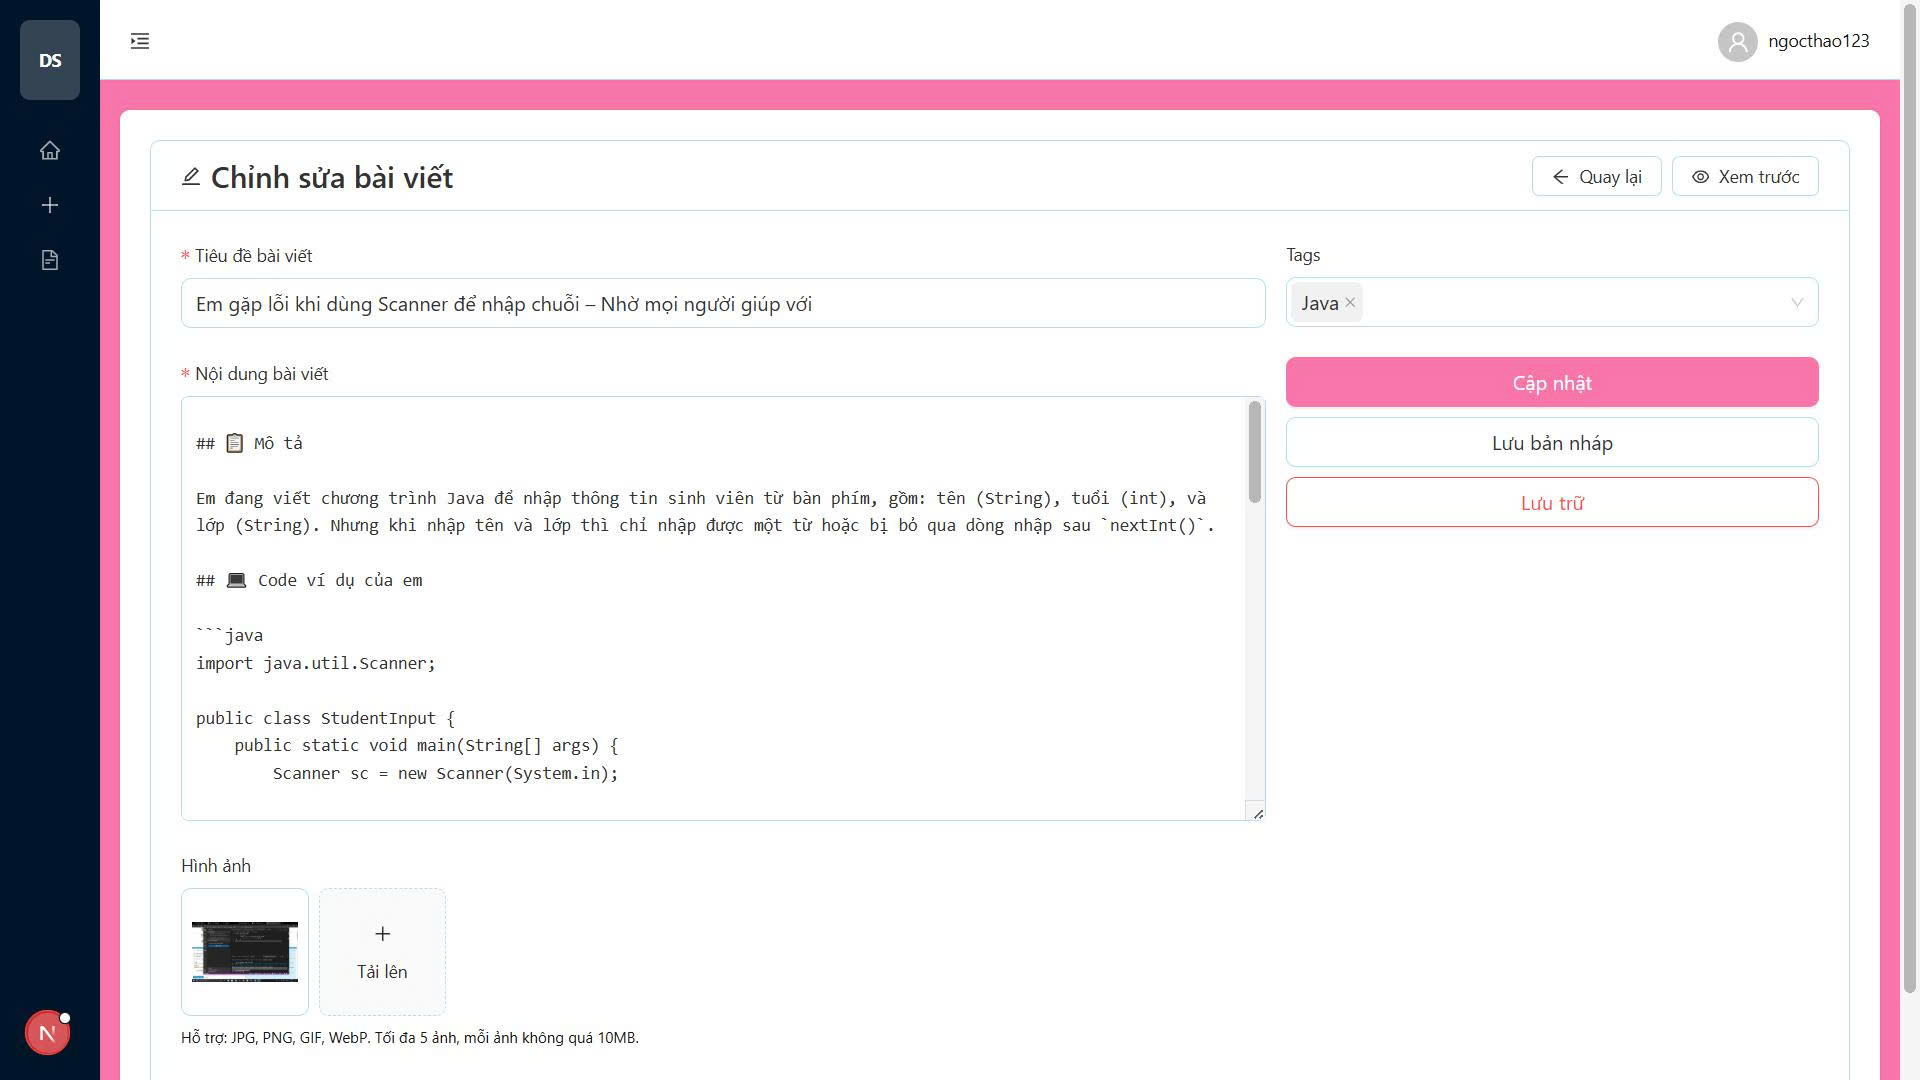 DS
ngocthao123
Chỉnh sửa bài viết
Quay lại
Xem trước
* Tiêu đề bài viết
Em gặp lỗi khi dùng Scanner để nhập chuỗi – Nhờ mọi người giúp với
Tags
Java
Cập nhật
Lưu bản nháp
Lưu trữ
* Nội dung bài viết
## 📋 Mô tả
Em đang viết chương trình Java để nhập thông tin sinh viên từ bàn phím, gồm: tên (String), tuổi (int), và
lớp (String). Nhưng khi nhập tên và lớp thì chỉ nhập được một từ hoặc bị bỏ qua dòng nhập sau `nextInt()`.
## 💻 Code ví dụ của em
```java
import java.util.Scanner;
public class StudentInput {
    public static void main(String[] args) {
        Scanner sc = new Scanner(System.in);
Hình ảnh
Tải lên
Hỗ trợ: JPG, PNG, GIF, WebP. Tối đa 5 ảnh, mỗi ảnh không quá 10MB.
N